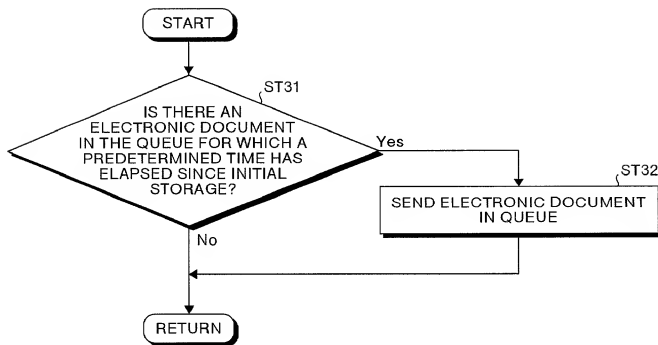 START
ST31
IS THERE AN
ELECTRONIC DOCUMENT
IN THE QUEUE FOR WHICH A
PREDETERMINED TIME HAS
ELAPSED SINCE INITIAL
STORAGE?
Yes
ST32
SEND ELECTRONIC DOCUMENT
IN QUEUE
No
RETURN